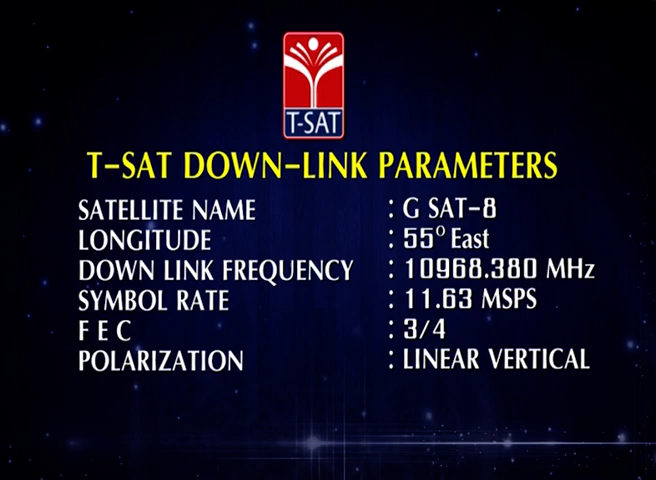 T-SAT
T-SAT DOWN-LINK PARAMETERS
SATELLITE NAME : G SAT-8
LONGITUDE : 55° East
DOWN LINK FREQUENCY : 10968.380 MHz
SYMBOL RATE : 11.63 MSPS
F E C : 3/4
POLARIZATION : LINEAR VERTICAL